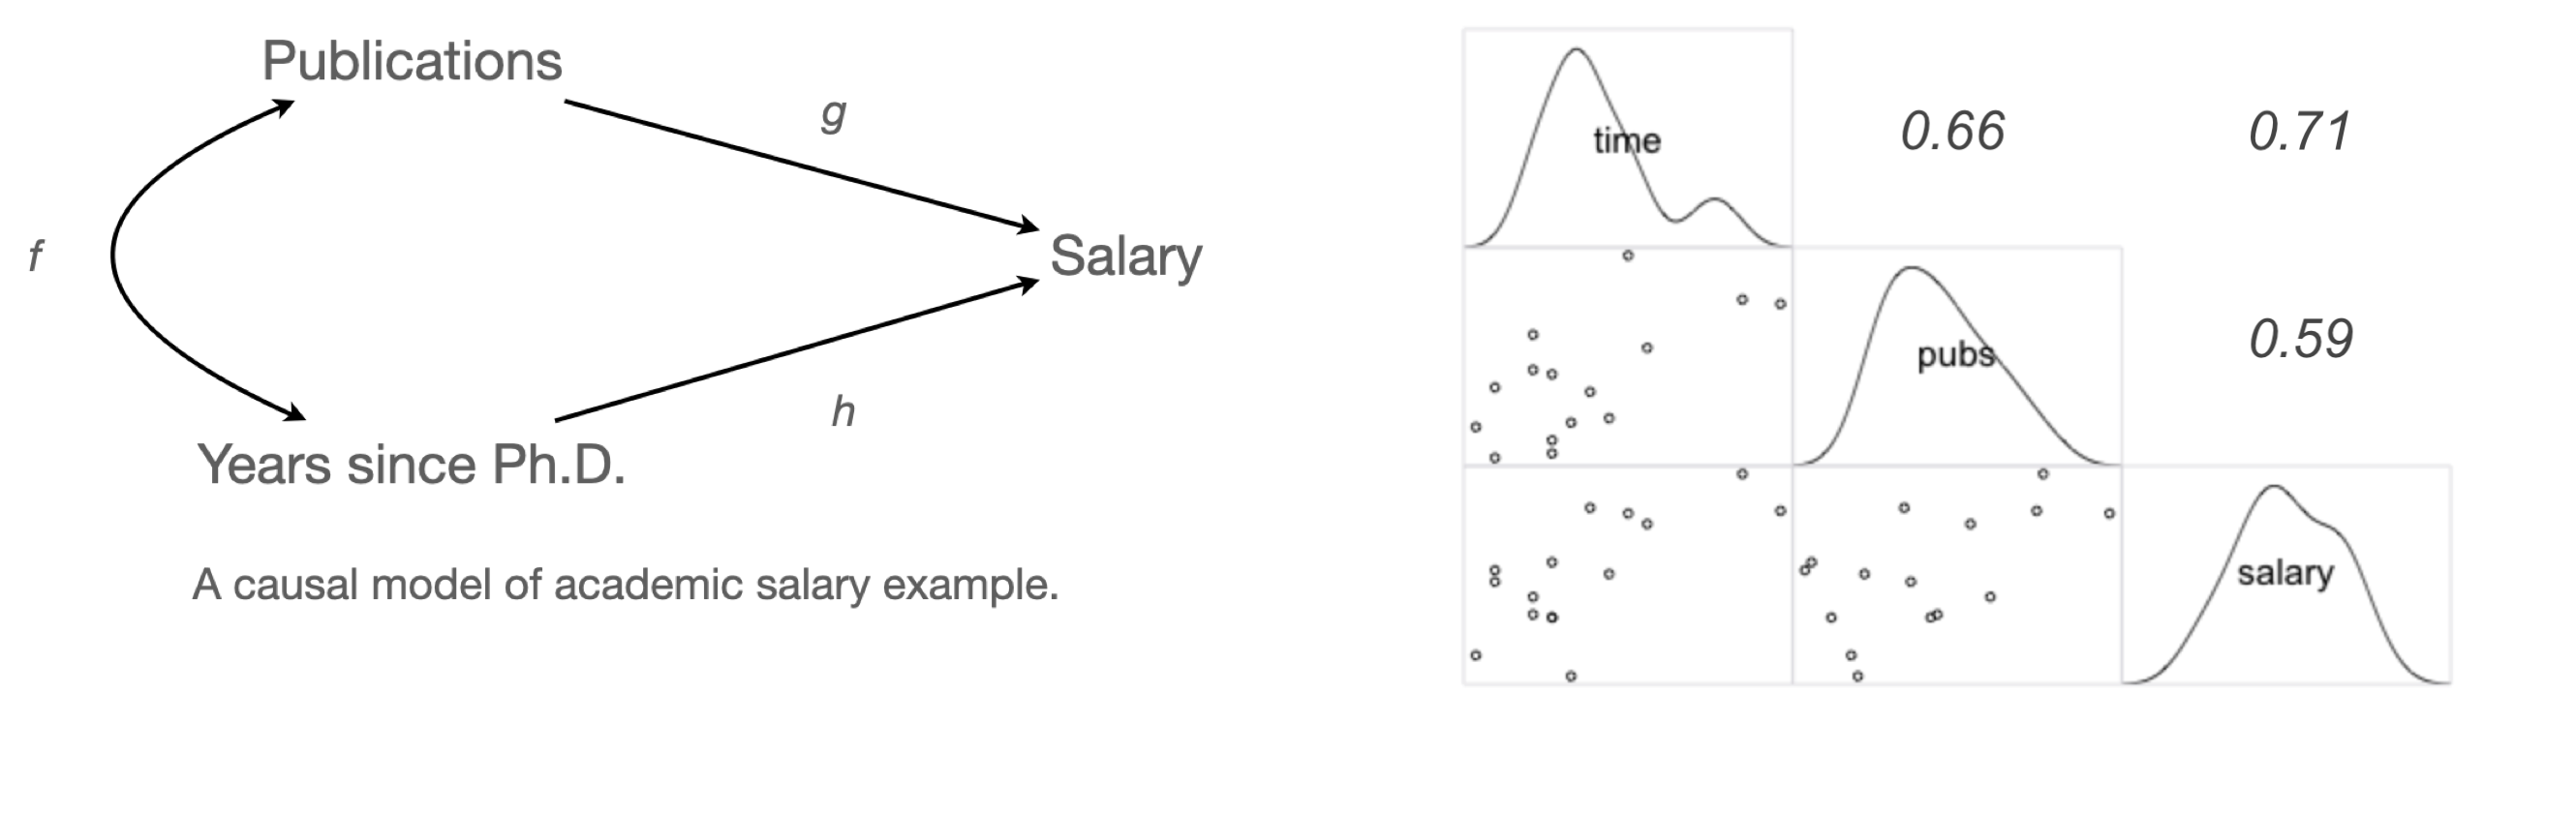 Publications
g
f
Salary
h
Years since Ph.D.
A causal model of academic salary example.
time
0.66
0.71
pubs
0.59
salary